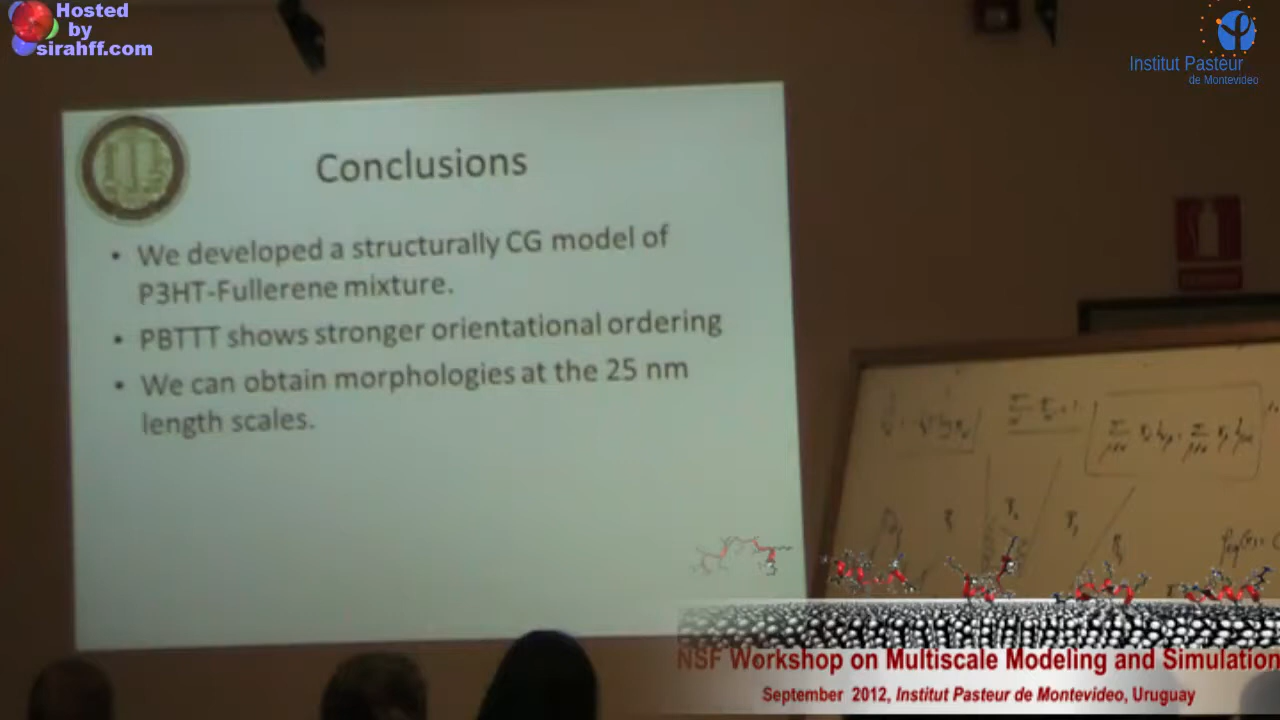 Hosted
by
sirahff.com
Institut Pasteur
de Montevideo
Conclusions
• We developed a structurally CG model of
P3HT-Fullerene mixture.
• PBTTT shows stronger orientational ordering
• We can obtain morphologies at the 25 nm
length scales.
NSF Workshop on Multiscale Modeling and Simulation
September 2012, Institut Pasteur de Montevideo, Uruguay